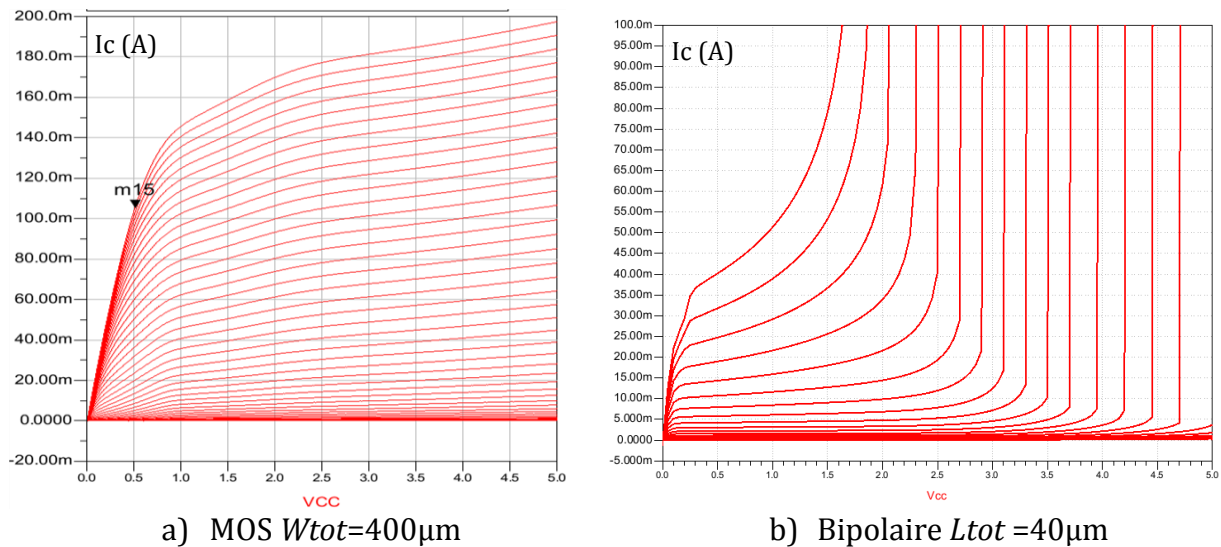 200.0m
180.0m
160.0m
140.0m
120.0m
100.0m
80.00m
60.00m
40.00m
20.00m
0.0000
-20.00m
Ic (A)
m15
0.0 0.5 1.0 1.5 2.0 2.5 3.0 3.5 4.0 4.5 5.0
VCC
a) MOS Wtot=400µm
100.0m
95.00m
90.00m
85.00m
80.00m
75.00m
70.00m
65.00m
60.00m
55.00m
50.00m
45.00m
40.00m
35.00m
30.00m
25.00m
20.00m
15.00m
10.00m
5.000m
0.0000
-5.000m
Ic (A)
0.0 0.5 1.0 1.5 2.0 2.5 3.0 3.5 4.0 4.5 5.0
Vcc
b) Bipolaire Ltot =40µm